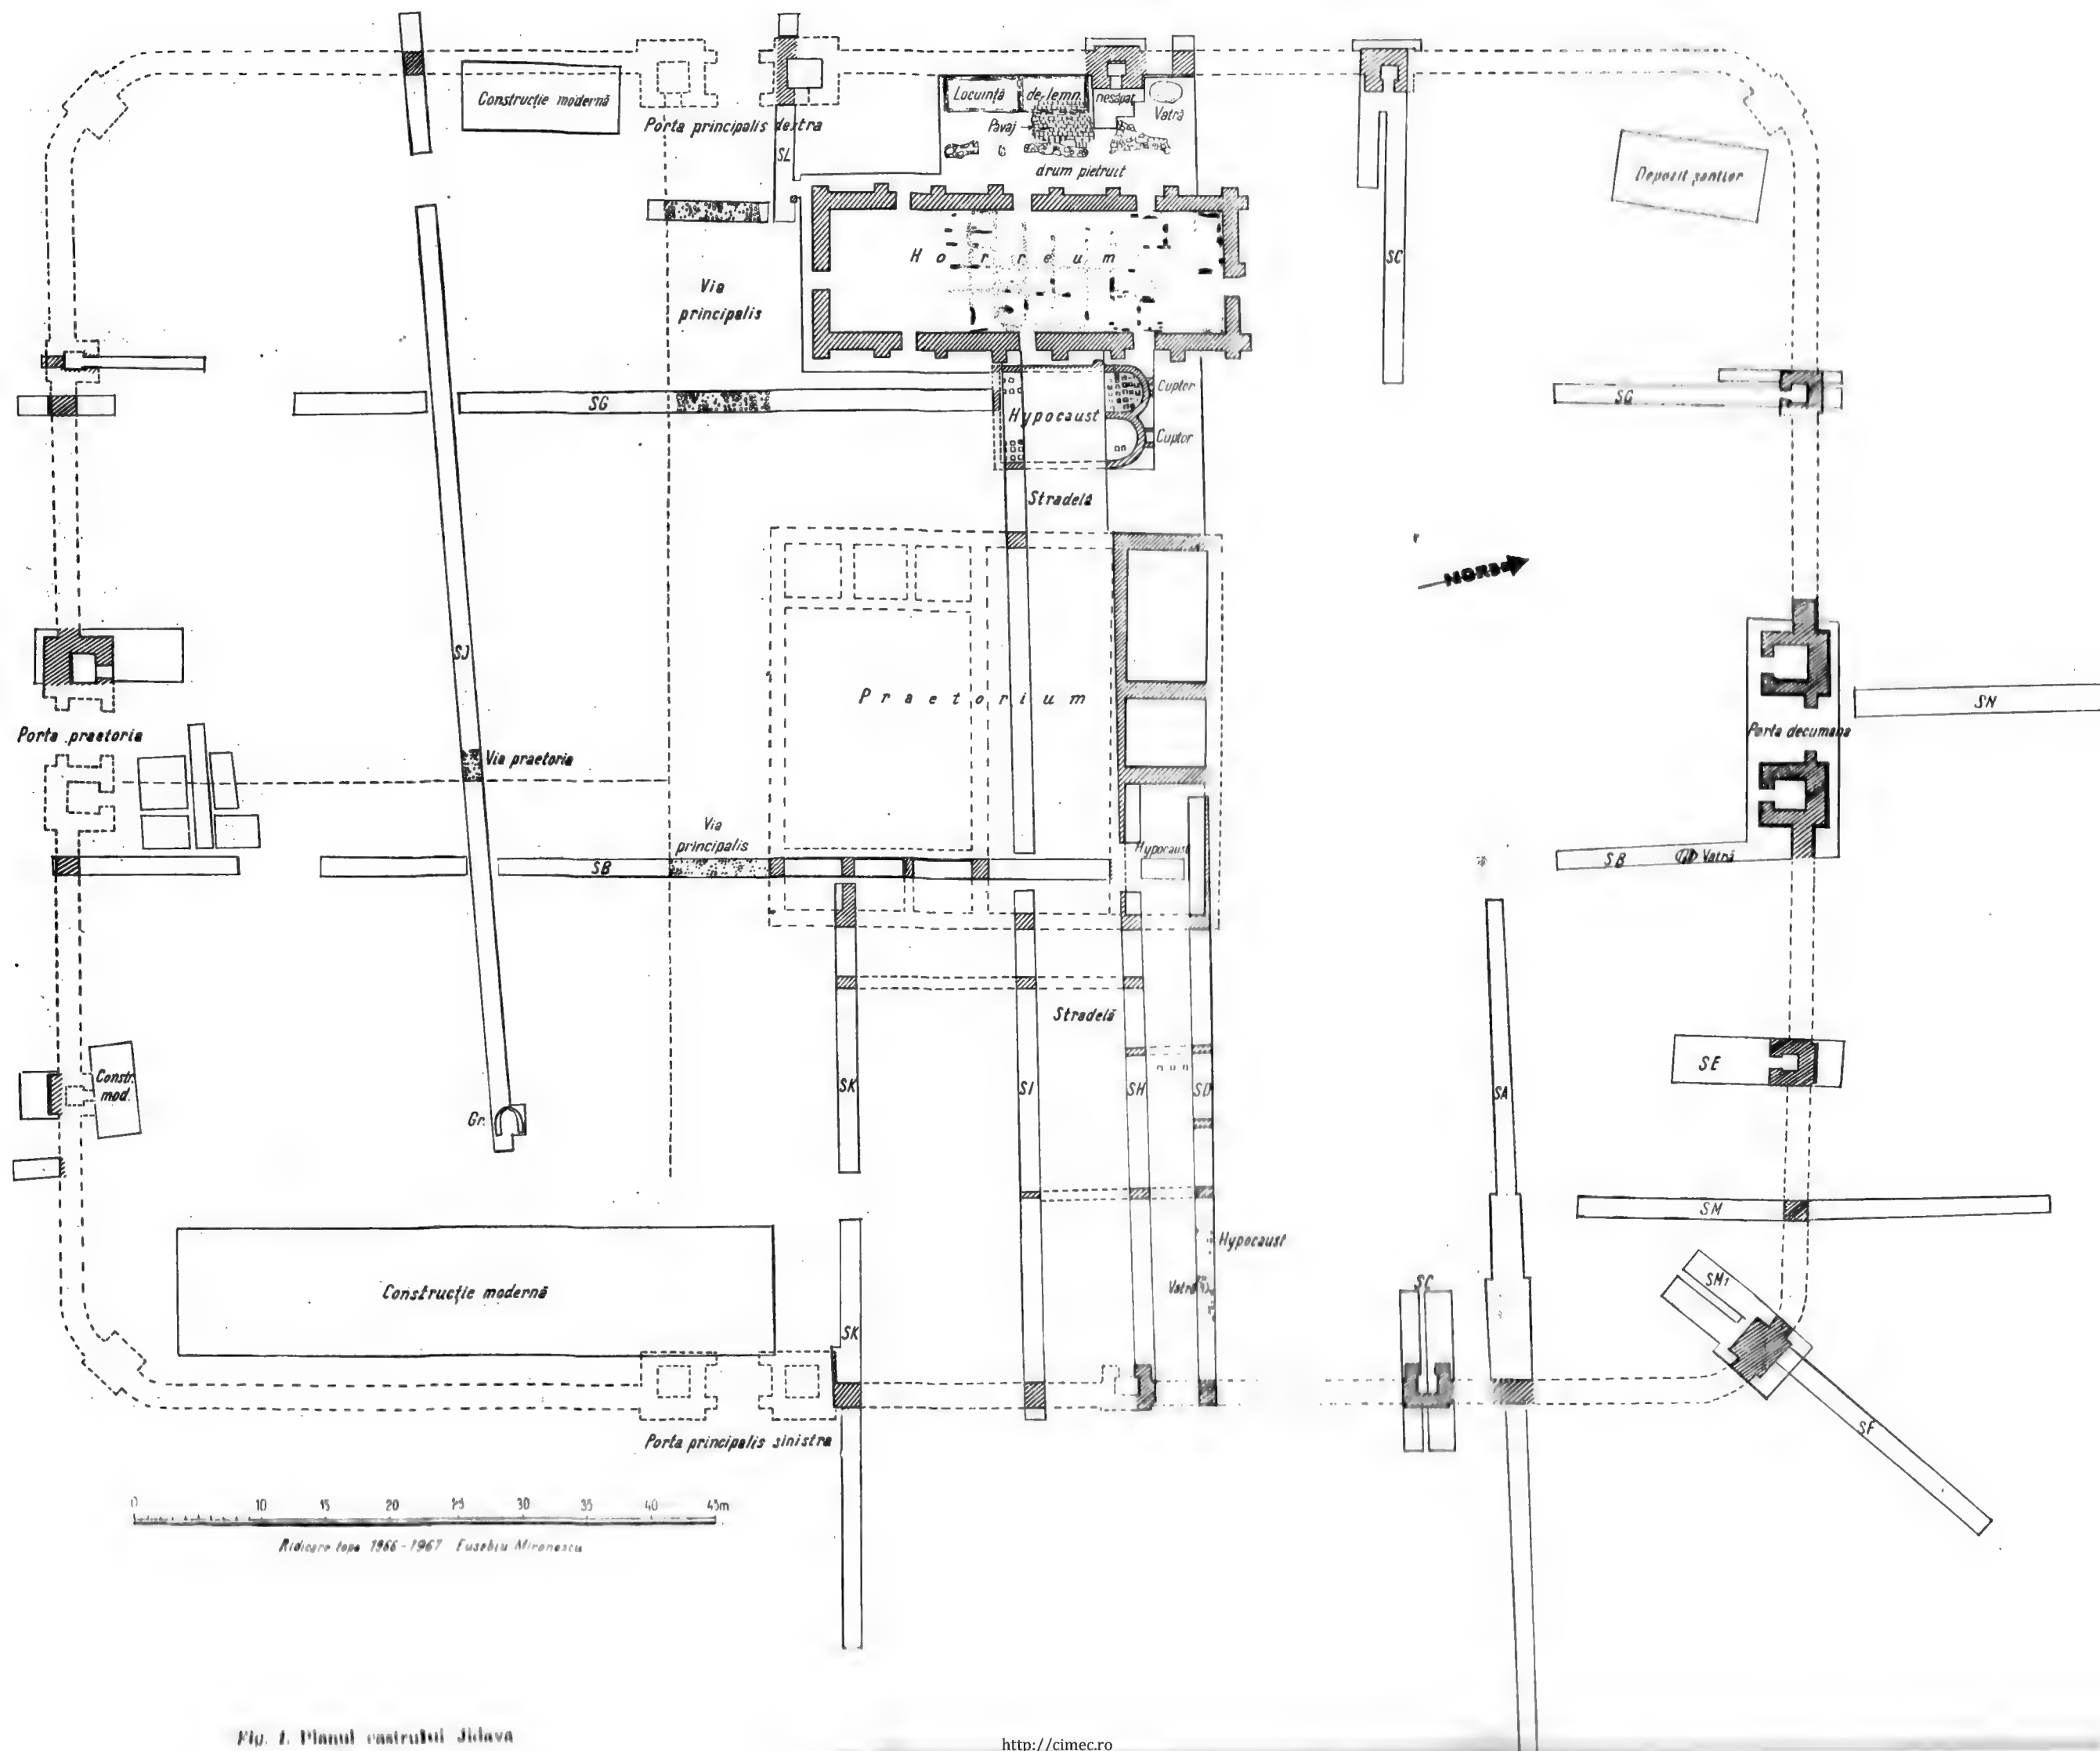 Construcție modernă
Porta principalis dextra
SL
Locuință de lemn
nesăpat
Vatră
Pavaj
drum pietruit
Depozit șantier
Horreum
SC
Via
principalis
Cuptor
SG
Hypocaust
Cuptor
SG
Stradelă
NORD
SJ
Praetorium
SN
Porta praetoria
Porta decumana
Via praetoria
Via
principalis
Hypocaust
SB
SB
Vatră
Stradelă
Constr.
mod.
SK
SI
SH
SD
SA
SE
Gr.
SM
Hypocaust
SM1
Vatră
SC
Construcție modernă
SK
SF
Porta principalis sinistra
0 10 15 20 25 30 35 40 45m
Ridicare topo 1966-1967 Eusebiu Mironescu
Fig. 1. Planul castrului Jidava
http://cimec.ro